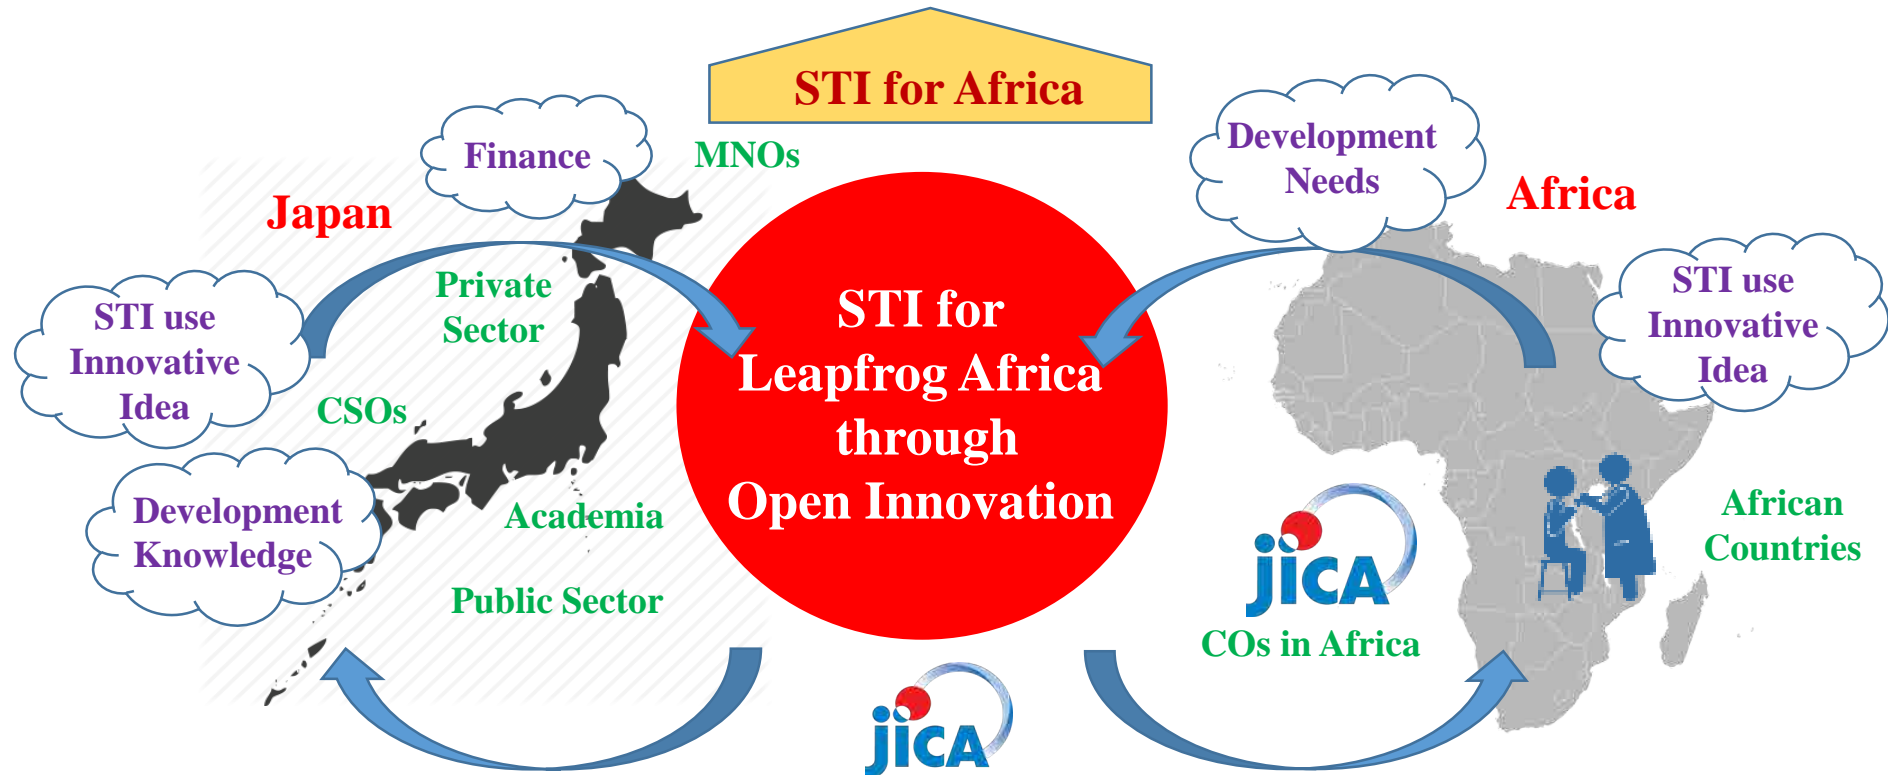 STI for Africa
Finance
MNOs
Japan
Private
Sector
STI use
Innovative
Idea
CSOs
Development
Knowledge
Academia
Public Sector
STI for
Leapfrog Africa
through
Open Innovation
jicA
Development
Needs
Africa
STI use
Innovative
Idea
jicA
COs in Africa
African
Countries